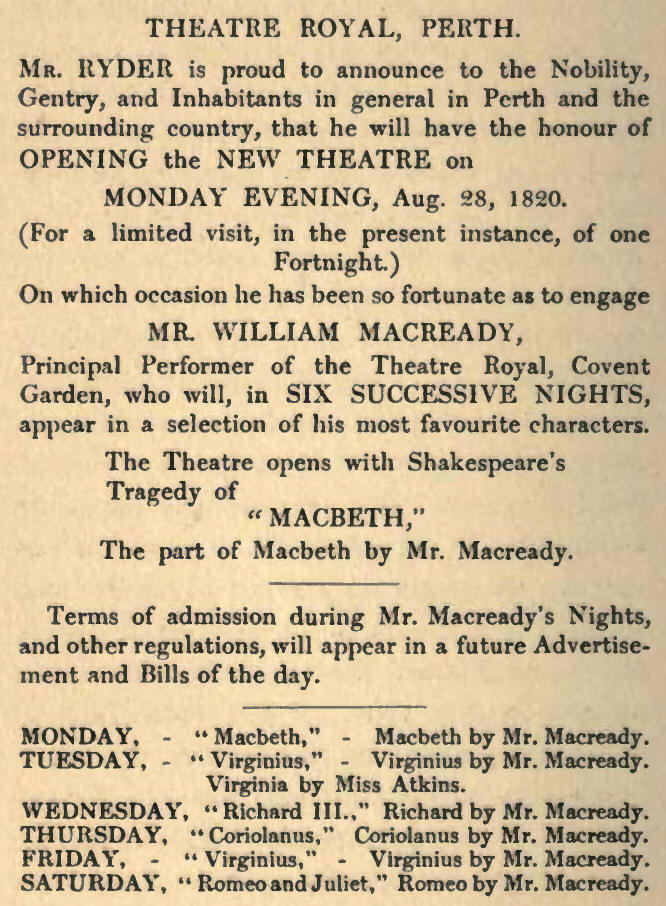 THEATRE ROYAL, PERTH.
MR. RYDER is proud to announce to the Nobility,
Gentry, and Inhabitants in general in Perth and the
surrounding country, that he will have the honour of
OPENING the NEW THEATRE on
MONDAY EVENING, Aug. 28, 1820.
(For a limited visit, in the present instance, of one
Fortnight.)
On which occasion he has been so fortunate as to engage
MR. WILLIAM MACREADY,
Principal Performer of the Theatre Royal, Covent
Garden, who will, in SIX SUCCESSIVE NIGHTS,
appear in a selection of his most favourite characters.
The Theatre opens with Shakespeare's
Tragedy of
“MACBETH,”
The part of Macbeth by Mr. Macready.
Terms of admission during Mr. Macready's Nights,
and other regulations, will appear in a future Advertise-
ment and Bills of the day.
MONDAY, - “Macbeth,” - Macbeth by Mr. Macready.
TUESDAY, - “Virginius,” - Virginius by Mr. Macready.
Virginia by Miss Atkins.
WEDNESDAY, “Richard III.,” Richard by Mr. Macready.
THURSDAY, “Coriolanus,” Coriolanus by Mr. Macready.
FRIDAY, - “Virginius,” - Virginius by Mr. Macready.
SATURDAY, “Romeo and Juliet,” Romeo by Mr. Macready.